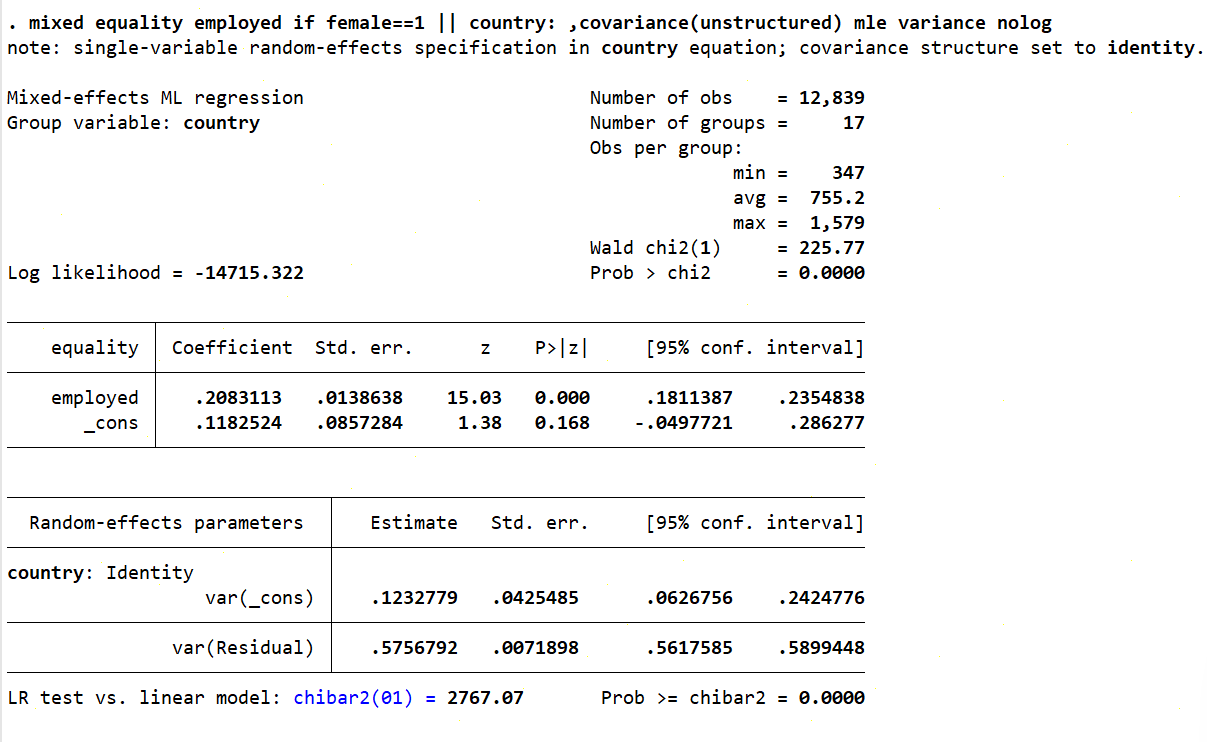 . mixed equality employed if female==1 || country: ,covariance(unstructured) mle variance nolog
note: single-variable random-effects specification in country equation; covariance structure set to identity.
Mixed-effects ML regression Number of obs = 12,839
Group variable: country Number of groups = 17
Obs per group:
min = 347
avg = 755.2
max = 1,579
Wald chi2(1) = 225.77
Log likelihood = -14715.322 Prob > chi2 = 0.0000
equality Coefficient Std. err. z P>|z| [95% conf. interval]
employed .2083113 .0138638 15.03 0.000 .1811387 .2354838
_cons .1182524 .0857284 1.38 0.168 -.0497721 .286277
Random-effects parameters Estimate Std. err. [95% conf. interval]
country: Identity
var(_cons) .1232779 .0425485 .0626756 .2424776
var(Residual) .5756792 .0071898 .5617585 .5899448
LR test vs. linear model: chibar2(01) = 2767.07 Prob >= chibar2 = 0.0000